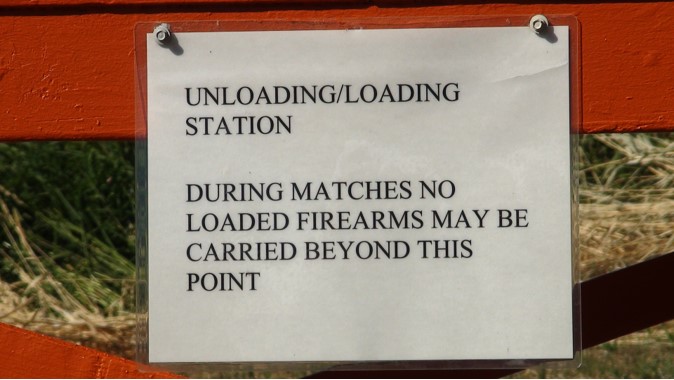 UNLOADING/LOADING
STATION
DURING MATCHES NO
LOADED FIREARMS MAY BE
CARRIED BEYOND THIS
POINT